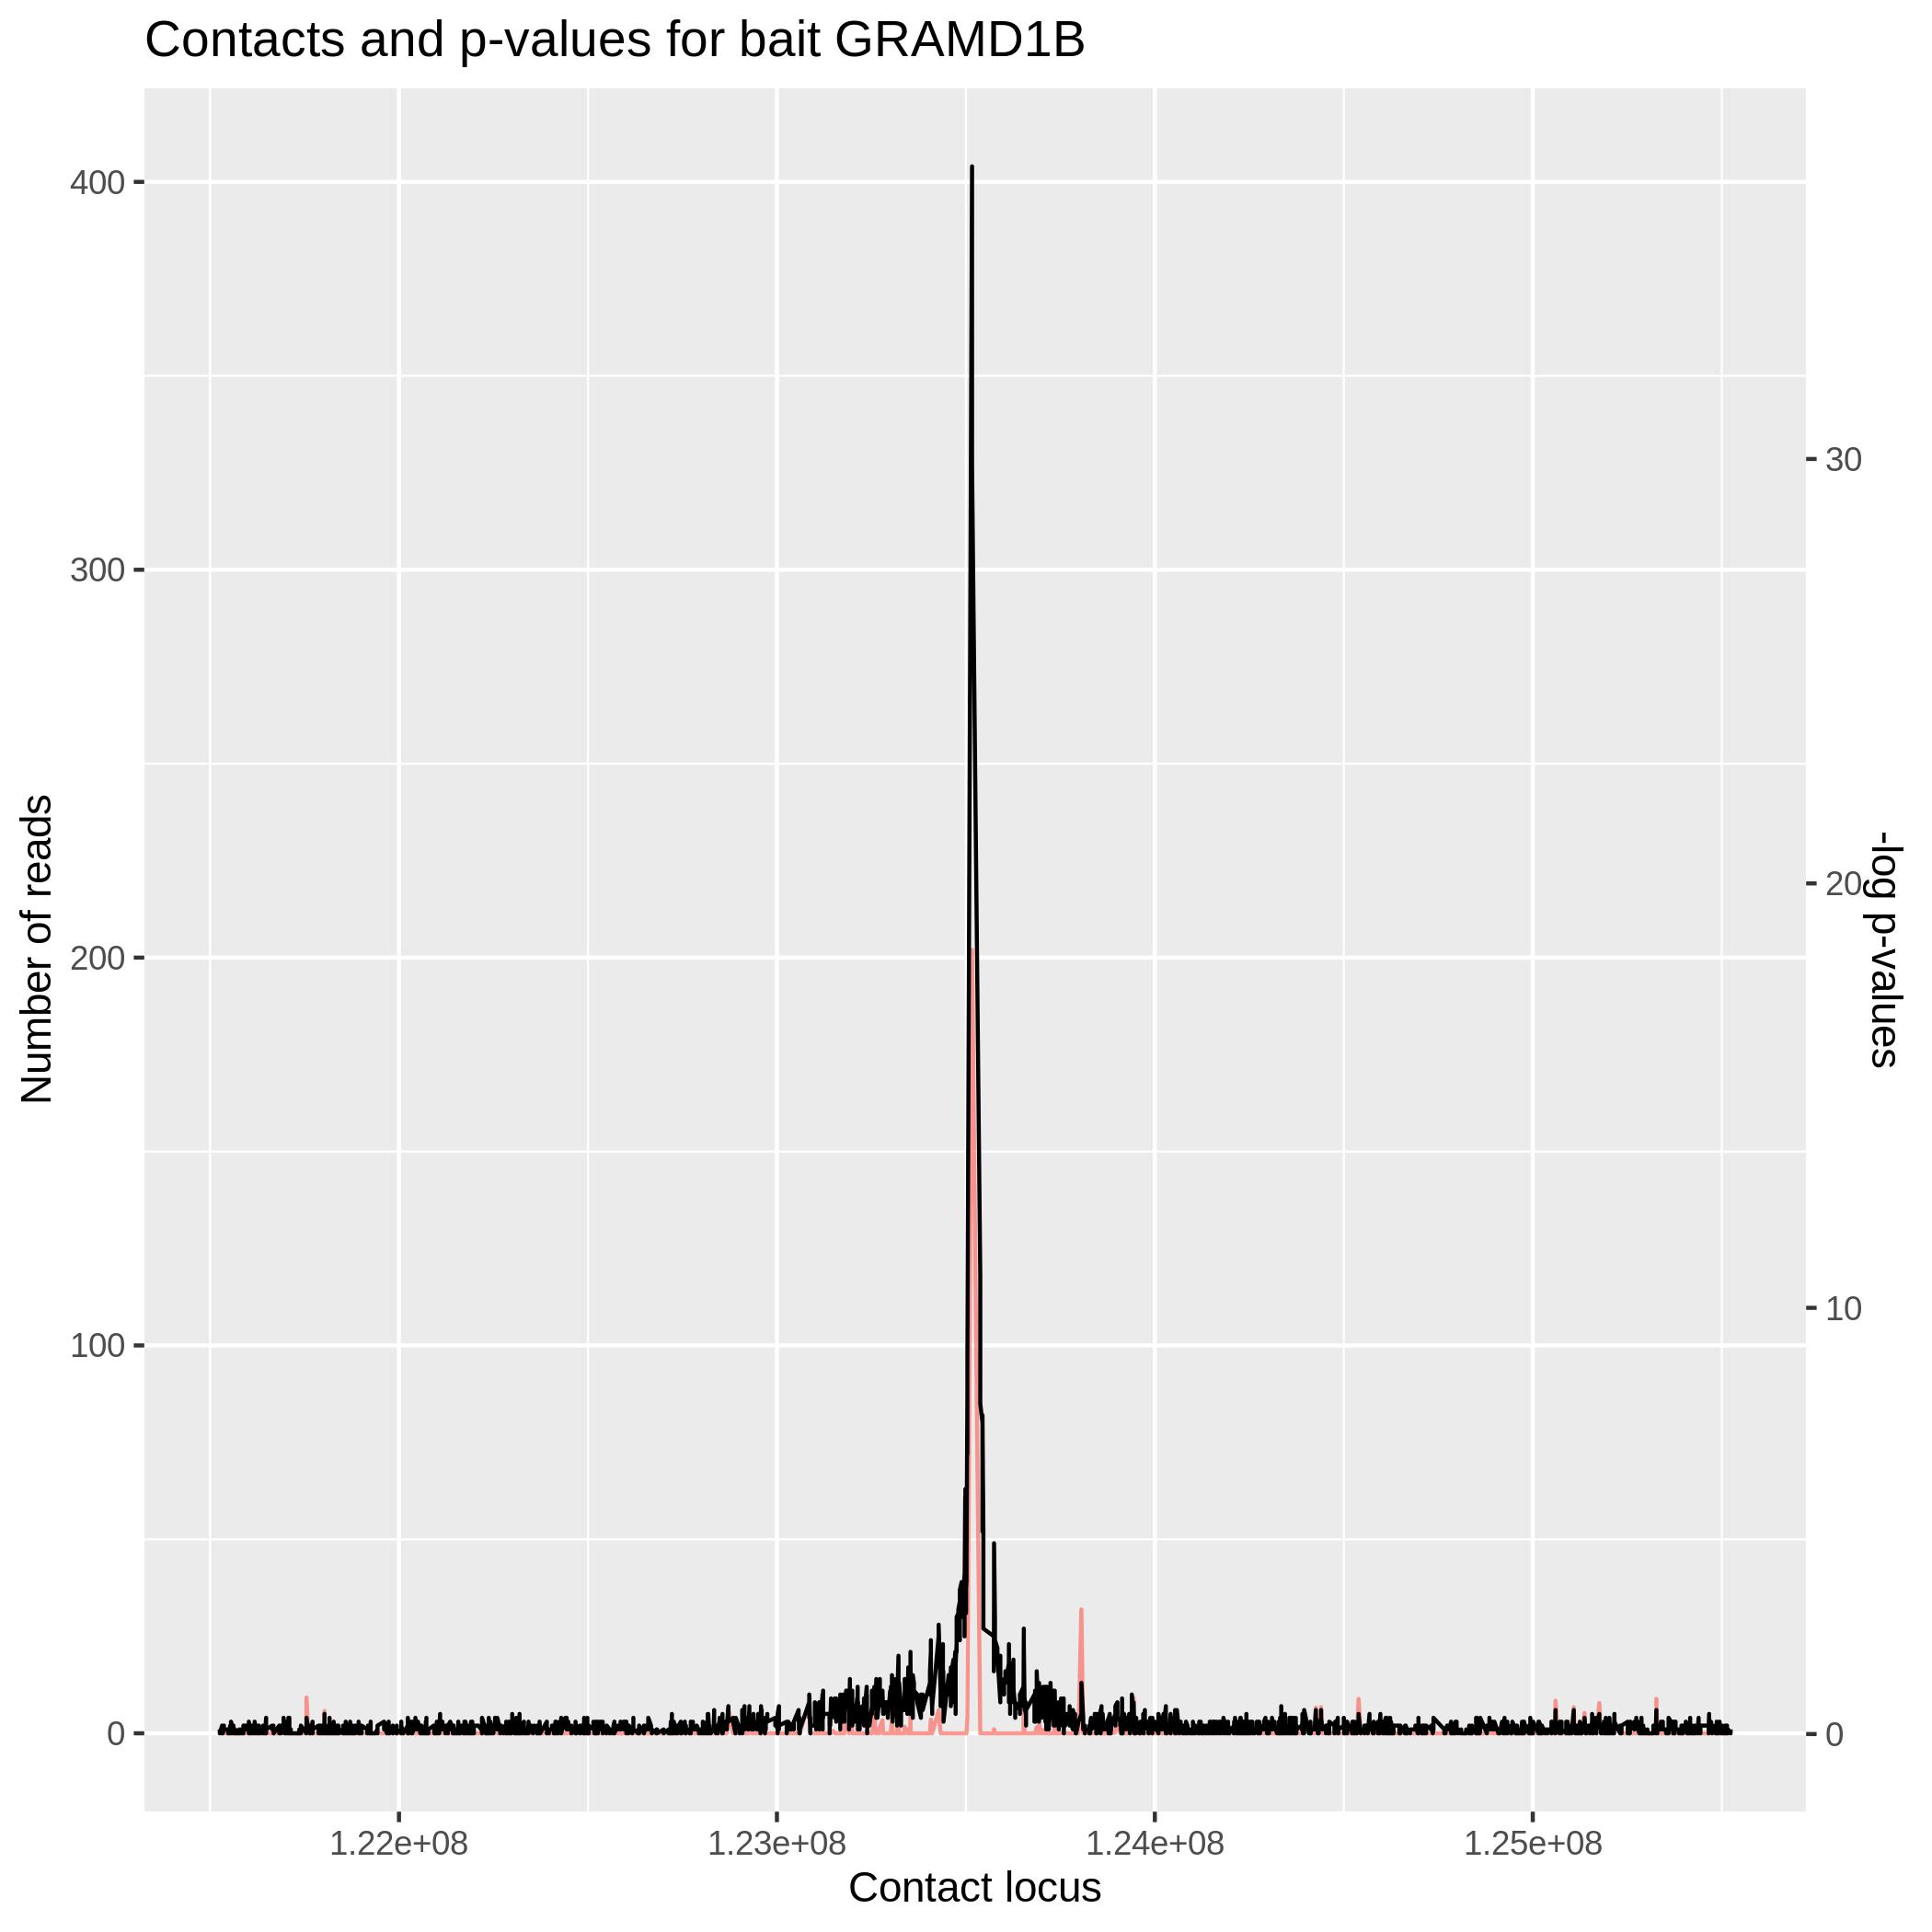 Contacts and p-values for bait GRAMD1B
400
300
200
100
0
Number of reads
30
20
10
0
-log p-values
1.22e+08
1.23e+08
1.24e+08
1.25e+08
Contact locus